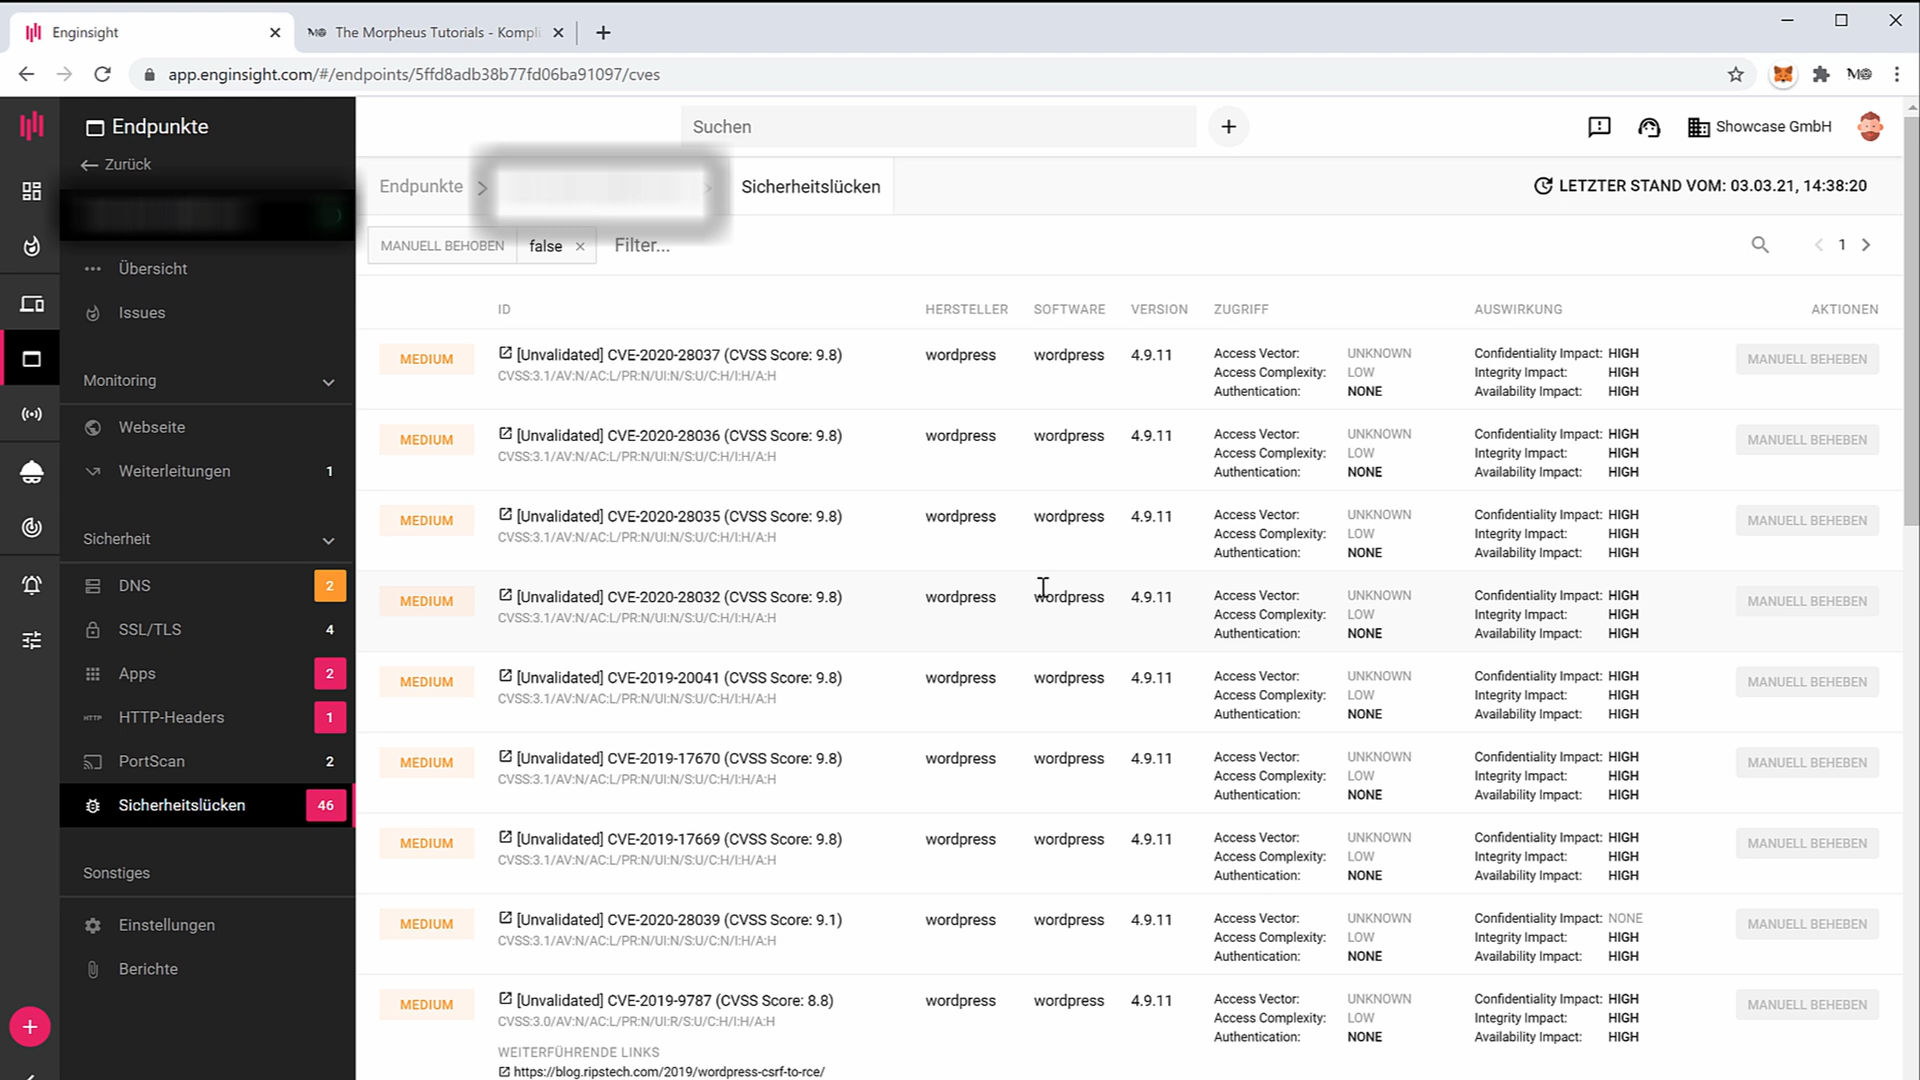 Enginsight
The Morpheus Tutorials - Kompli
app.enginsight.com/#/endpoints/5ffd8adb38b77fd06ba91097/cves
Endpunkte
Zurück
Übersicht
Issues
Monitoring
Webseite
Weiterleitungen 1
Sicherheit
DNS 2
SSL/TLS 4
Apps 2
HTTP HTTP-Headers 1
PortScan 2
Sicherheitslücken 46
Sonstiges
Einstellungen
Berichte
Suchen
Showcase GmbH
Endpunkte Sicherheitslücken
LETZTER STAND VOM: 03.03.21, 14:38:20
MANUELL BEHOBEN false Filter...
1
ID HERSTELLER SOFTWARE VERSION ZUGRIFF AUSWIRKUNG AKTIONEN
MEDIUM [Unvalidated] CVE-2020-28037 (CVSS Score: 9.8) wordpress wordpress 4.9.11 Access Vector: UNKNOWN Confidentiality Impact: HIGH MANUELL BEHEBEN
CVSS:3.1/AV:N/AC:L/PR:N/UI:N/S:U/C:H/I:H/A:H Access Complexity: LOW Integrity Impact: HIGH
Authentication: NONE Availability Impact: HIGH
MEDIUM [Unvalidated] CVE-2020-28036 (CVSS Score: 9.8) wordpress wordpress 4.9.11 Access Vector: UNKNOWN Confidentiality Impact: HIGH MANUELL BEHEBEN
CVSS:3.1/AV:N/AC:L/PR:N/UI:N/S:U/C:H/I:H/A:H Access Complexity: LOW Integrity Impact: HIGH
Authentication: NONE Availability Impact: HIGH
MEDIUM [Unvalidated] CVE-2020-28035 (CVSS Score: 9.8) wordpress wordpress 4.9.11 Access Vector: UNKNOWN Confidentiality Impact: HIGH MANUELL BEHEBEN
CVSS:3.1/AV:N/AC:L/PR:N/UI:N/S:U/C:H/I:H/A:H Access Complexity: LOW Integrity Impact: HIGH
Authentication: NONE Availability Impact: HIGH
MEDIUM [Unvalidated] CVE-2020-28032 (CVSS Score: 9.8) wordpress wordpress 4.9.11 Access Vector: UNKNOWN Confidentiality Impact: HIGH MANUELL BEHEBEN
CVSS:3.1/AV:N/AC:L/PR:N/UI:N/S:U/C:H/I:H/A:H Access Complexity: LOW Integrity Impact: HIGH
Authentication: NONE Availability Impact: HIGH
MEDIUM [Unvalidated] CVE-2019-20041 (CVSS Score: 9.8) wordpress wordpress 4.9.11 Access Vector: UNKNOWN Confidentiality Impact: HIGH MANUELL BEHEBEN
CVSS:3.1/AV:N/AC:L/PR:N/UI:N/S:U/C:H/I:H/A:H Access Complexity: LOW Integrity Impact: HIGH
Authentication: NONE Availability Impact: HIGH
MEDIUM [Unvalidated] CVE-2019-17670 (CVSS Score: 9.8) wordpress wordpress 4.9.11 Access Vector: UNKNOWN Confidentiality Impact: HIGH MANUELL BEHEBEN
CVSS:3.1/AV:N/AC:L/PR:N/UI:N/S:U/C:H/I:H/A:H Access Complexity: LOW Integrity Impact: HIGH
Authentication: NONE Availability Impact: HIGH
MEDIUM [Unvalidated] CVE-2019-17669 (CVSS Score: 9.8) wordpress wordpress 4.9.11 Access Vector: UNKNOWN Confidentiality Impact: HIGH MANUELL BEHEBEN
CVSS:3.1/AV:N/AC:L/PR:N/UI:N/S:U/C:H/I:H/A:H Access Complexity: LOW Integrity Impact: HIGH
Authentication: NONE Availability Impact: HIGH
MEDIUM [Unvalidated] CVE-2020-28039 (CVSS Score: 9.1) wordpress wordpress 4.9.11 Access Vector: UNKNOWN Confidentiality Impact: NONE MANUELL BEHEBEN
CVSS:3.1/AV:N/AC:L/PR:N/UI:N/S:U/C:N/I:H/A:H Access Complexity: LOW Integrity Impact: HIGH
Authentication: NONE Availability Impact: HIGH
MEDIUM [Unvalidated] CVE-2019-9787 (CVSS Score: 8.8) wordpress wordpress 4.9.11 Access Vector: UNKNOWN Confidentiality Impact: HIGH MANUELL BEHEBEN
CVSS:3.0/AV:N/AC:L/PR:N/UI:R/S:U/C:H/I:H/A:H Access Complexity: LOW Integrity Impact: HIGH
Authentication: NONE Availability Impact: HIGH
WEITERFÜHRENDE LINKS
https://blog.ripstech.com/2019/wordpress-csrf-to-rce/